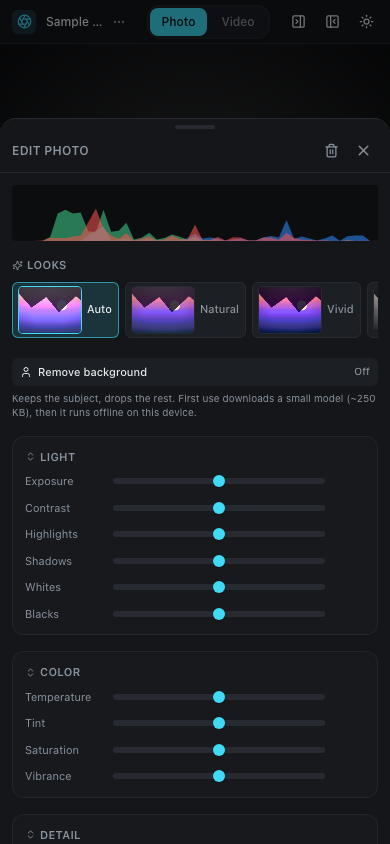 Sample ...
Photo
Video
EDIT PHOTO
LOOKS
Auto
Natural
Vivid
Remove background
Off
Keeps the subject, drops the rest. First use downloads a small model (~250
KB), then it runs offline on this device.
LIGHT
Exposure
Contrast
Highlights
Shadows
Whites
Blacks
COLOR
Temperature
Tint
Saturation
Vibrance
DETAIL